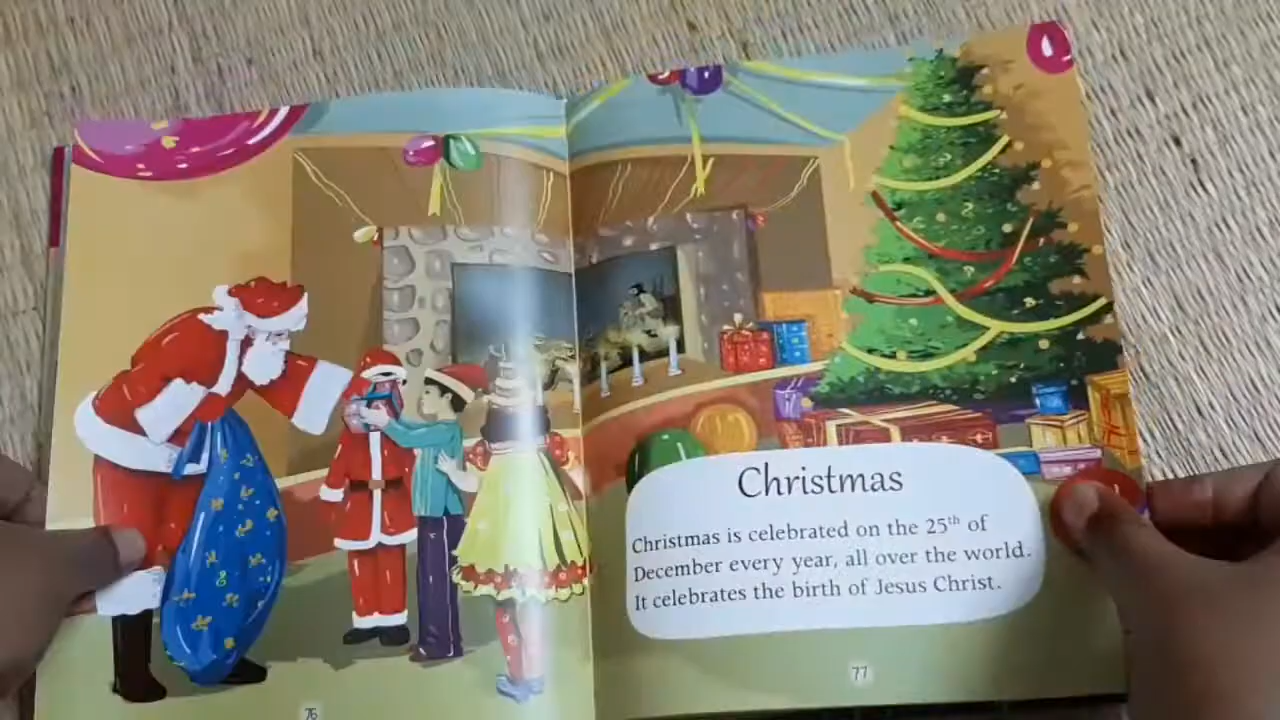 Christmas
Christmas is celebrated on the 25th of
December every year, all over the world.
It celebrates the birth of Jesus Christ.
76
77